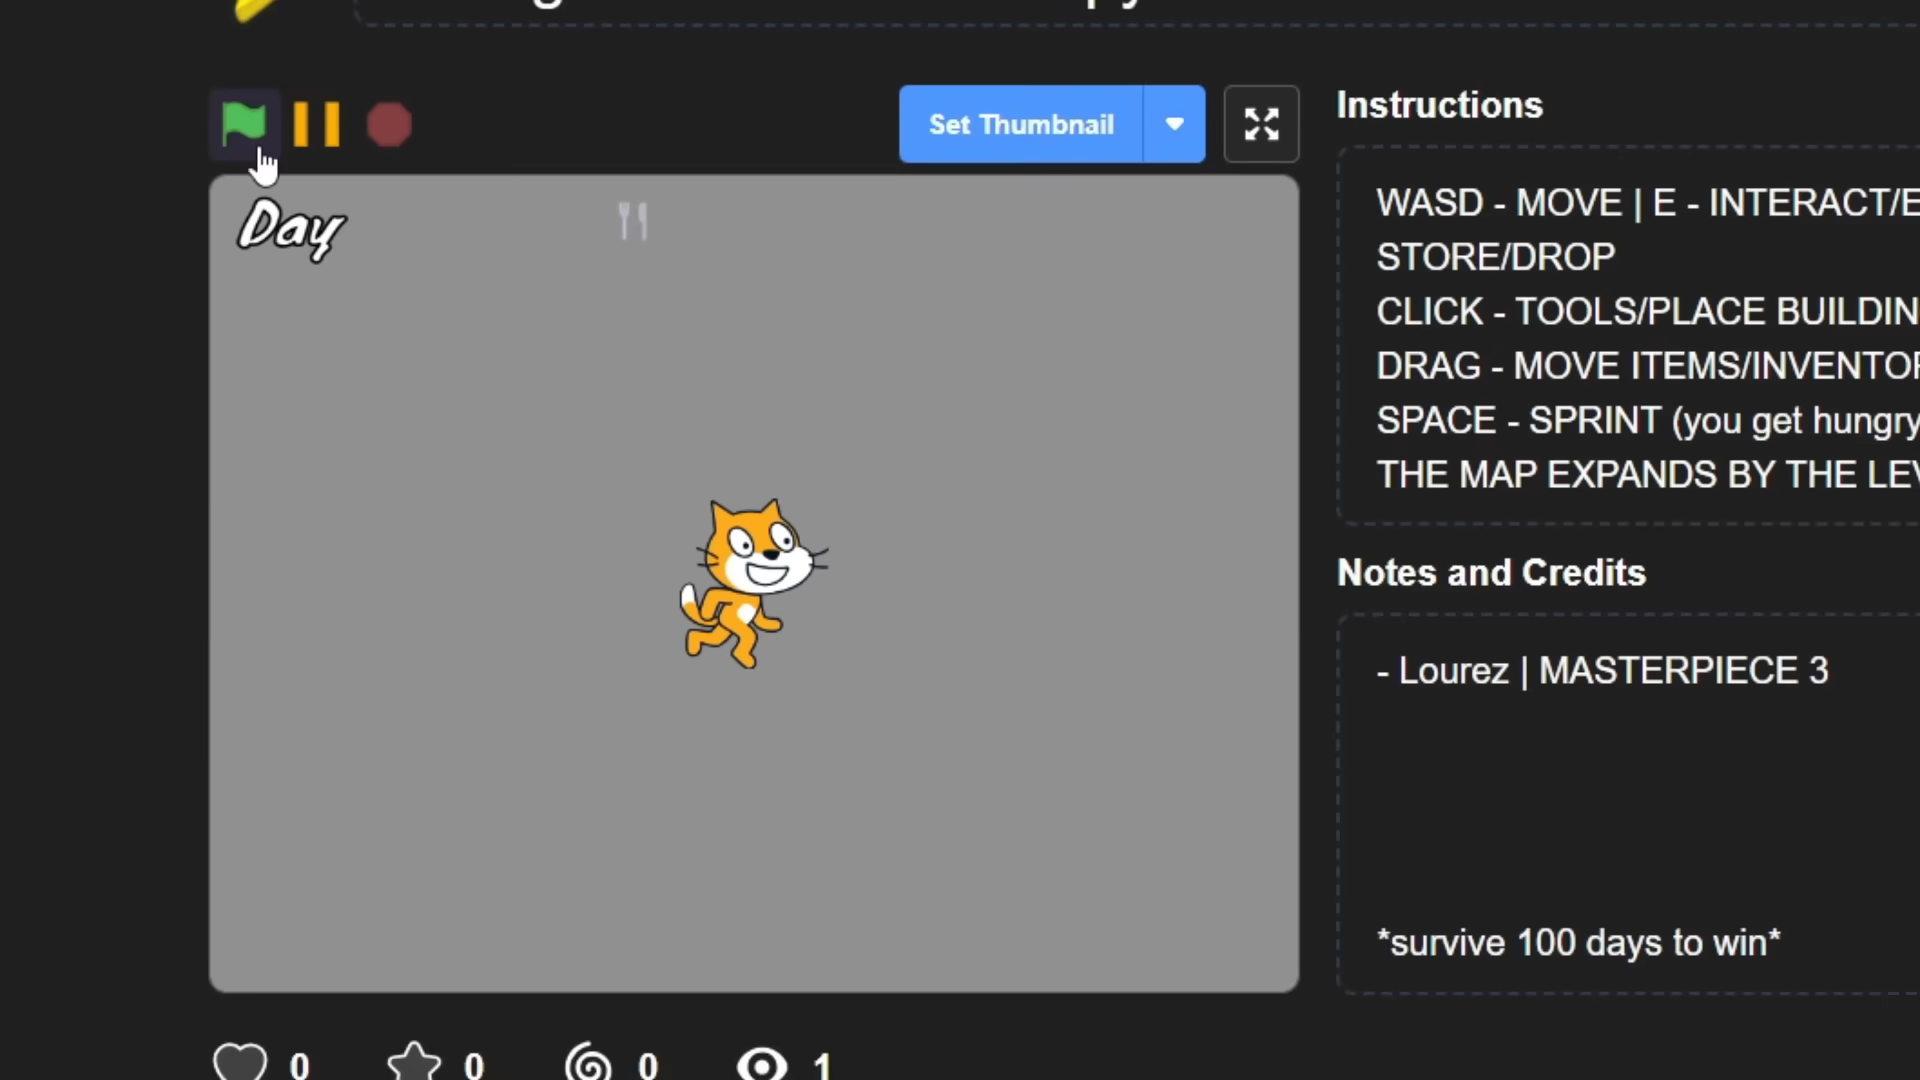 Set Thumbnail
Day
Instructions
WASD - MOVE | E - INTERACT/E
STORE/DROP
CLICK - TOOLS/PLACE BUILDIN
DRAG - MOVE ITEMS/INVENTOR
SPACE - SPRINT (you get hungry
THE MAP EXPANDS BY THE LEV
Notes and Credits
- Lourez | MASTERPIECE 3
*survive 100 days to win*
0 0 0 1